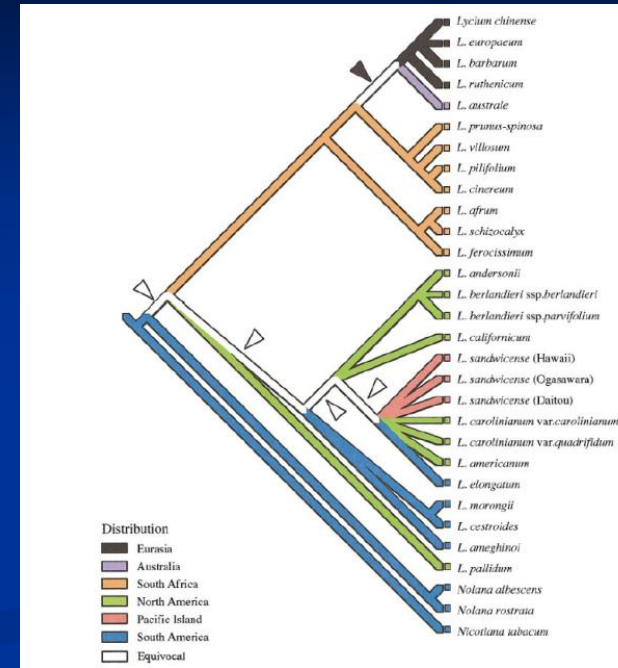 Lycium chinense
L. europaeum
L. barbarum
L. ruthenicum
L. australe
L. prunus-spinosa
L. villosum
L. pilifolium
L. cinereum
L. afrum
L. schizocalyx
L. ferocissimum
L. andersonii
L. berlandieri ssp.berlandieri
L. berlandieri ssp.parvifolium
L. californicum
L. sandwicense (Hawaii)
L. sandwicense (Ogasawara)
L. sandwicense (Daitou)
L. carolinianum var.carolinianum
L. carolinianum var.quadrifidum
L. americanum
L. elongatum
L. morongii
L. cestroides
L. ameghinoi
L. pallidum
Nolana albescens
Nolana rostrata
Nicotiana tabacum
Distribution
Eurasia
Australia
South Africa
North America
Pacific Island
South America
Equivocal